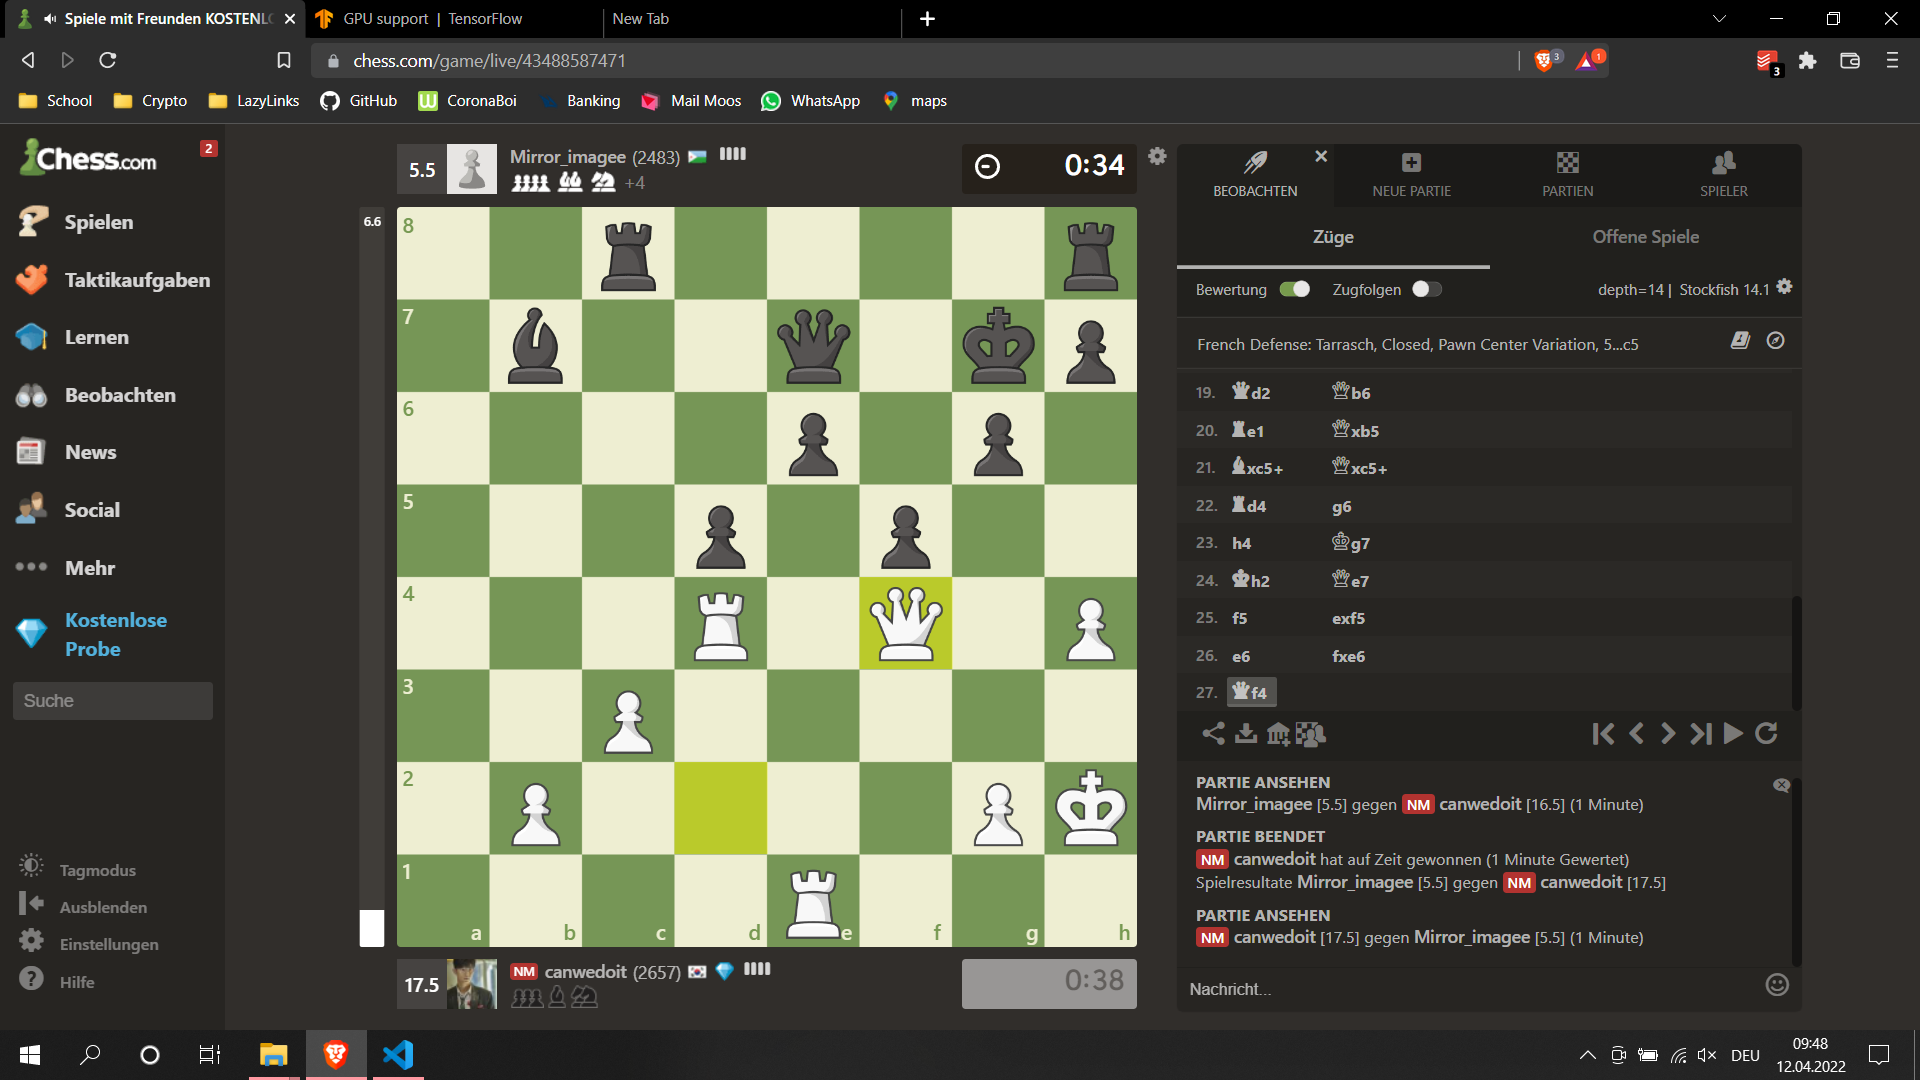 Spiele mit Freunden KOSTENLO
GPU support | TensorFlow
New Tab
chess.com/game/live/43488587471
3
1
3
School
Crypto
LazyLinks
GitHub
CoronaBoi
Banking
Mail Moos
WhatsApp
maps
Chess.com
2
Spielen
Taktikaufgaben
Lernen
Beobachten
News
Social
Mehr
Kostenlose
Probe
Suche
Tagmodus
Ausblenden
Einstellungen
Hilfe
5.5
Mirror_imagee (2483)
+4
0:34
6.6
8
7
6
5
4
3
2
1
a b c d e f g h
17.5
NM canwedoit (2657)
0:38
BEOBACHTEN
NEUE PARTIE
PARTIEN
SPIELER
Züge
Offene Spiele
Bewertung
Zugfolgen
depth=14 | Stockfish 14.1
French Defense: Tarrasch, Closed, Pawn Center Variation, 5...c5
19. ♛d2 ♕b6
20. ♜e1 ♕xb5
21. ♝xc5+ ♕xc5+
22. ♜d4 g6
23. h4 ♔g7
24. ♚h2 ♕e7
25. f5 exf5
26. e6 fxe6
27. ♛f4
PARTIE ANSEHEN
Mirror_imagee [5.5] gegen NM canwedoit [16.5] (1 Minute)
PARTIE BEENDET
NM canwedoit hat auf Zeit gewonnen (1 Minute Gewertet)
Spielresultate Mirror_imagee [5.5] gegen NM canwedoit [17.5]
PARTIE ANSEHEN
NM canwedoit [17.5] gegen Mirror_imagee [5.5] (1 Minute)
Nachricht...
DEU
09:48
12.04.2022